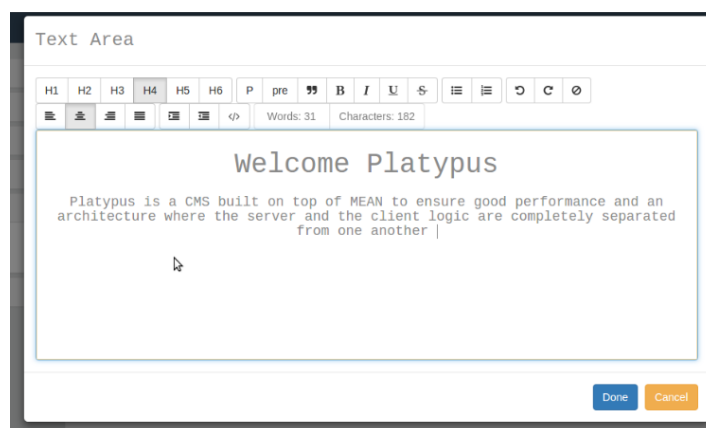 Text Area
H1 H2 H3 H4 H5 H6 P pre B I U S
Words: 31 Characters: 182
Welcome Platypus
Platypus is a CMS built on top of MEAN to ensure good performance and an
architecture where the server and the client logic are completely separated
from one another
Done Cancel